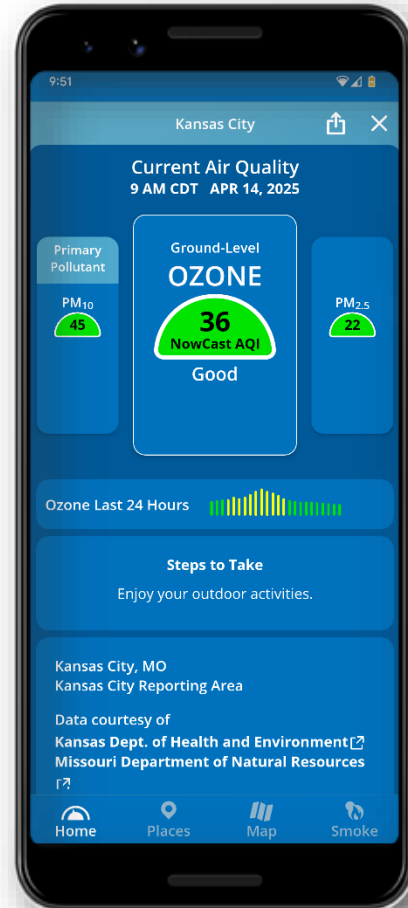 9:51
Kansas City
Current Air Quality
9 AM CDT APR 14, 2025
Primary
Pollutant
PM10
45
Ground-Level
OZONE
36
NowCast AQI
Good
PM2.5
22
Ozone Last 24 Hours
Steps to Take
Enjoy your outdoor activities.
Kansas City, MO
Kansas City Reporting Area
Data courtesy of
Kansas Dept. of Health and Environment
Missouri Department of Natural Resources
Home
Places
Map
Smoke